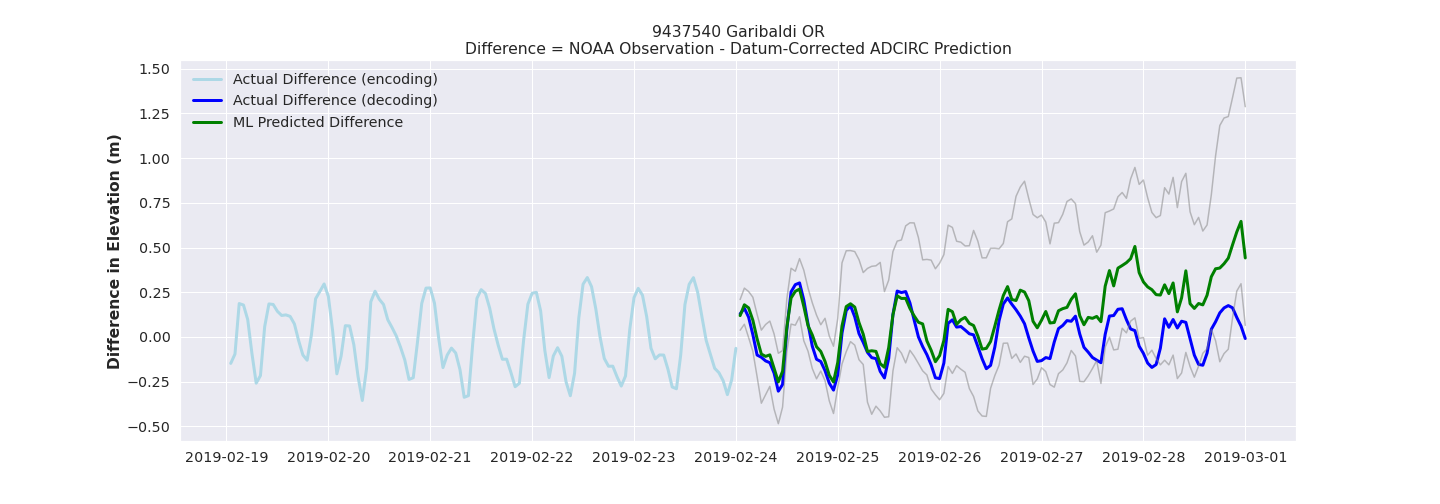 9437540 Garibaldi OR
Difference = NOAA Observation - Datum-Corrected ADCIRC Prediction
Difference in Elevation (m)
1.50
1.25
1.00
0.75
0.50
0.25
0.00
−0.25
−0.50
Actual Difference (encoding)
Actual Difference (decoding)
ML Predicted Difference
2019-02-19 2019-02-20 2019-02-21 2019-02-22 2019-02-23 2019-02-24 2019-02-25 2019-02-26 2019-02-27 2019-02-28 2019-03-01